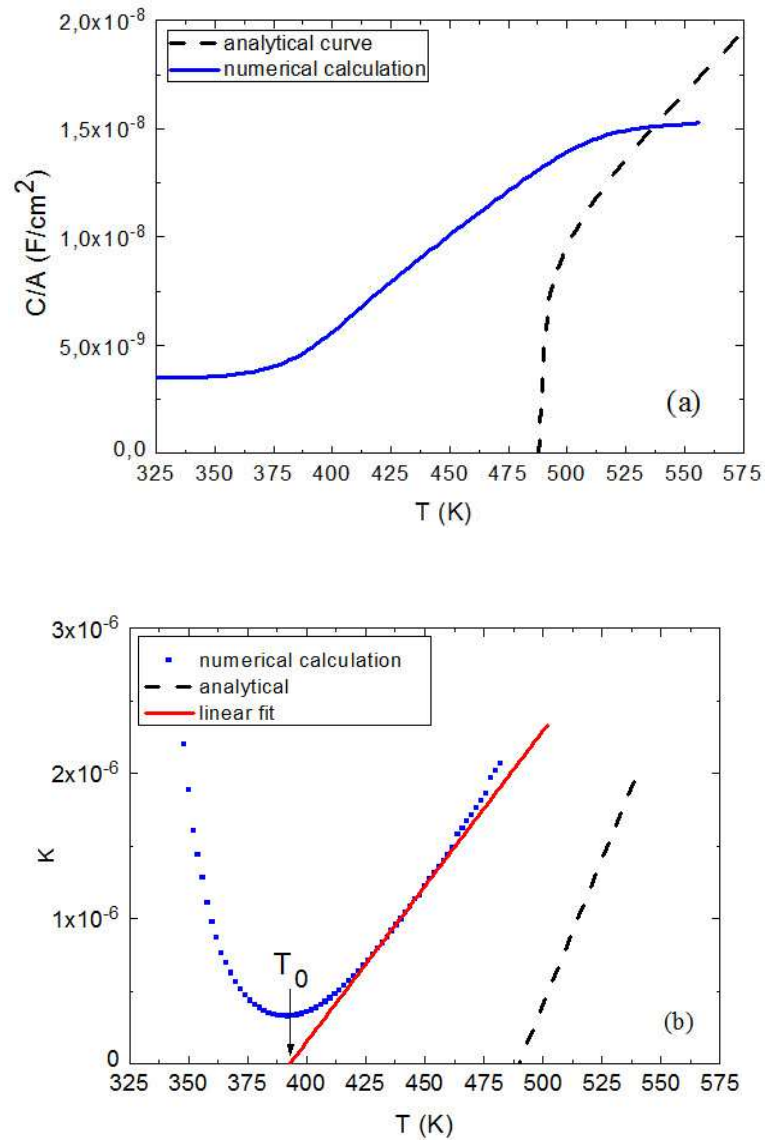 2,0x10⁻⁸
analytical curve
numerical calculation
1,5x10⁻⁸
C/A (F/cm²)
1,0x10⁻⁸
5,0x10⁻⁹
(a)
0,0
325 350 375 400 425 450 475 500 525 550 575
T (K)
3x10⁻⁶
numerical calculation
analytical
linear fit
2x10⁻⁶
K
1x10⁻⁶
T₀
(b)
0
325 350 375 400 425 450 475 500 525 550 575
T (K)